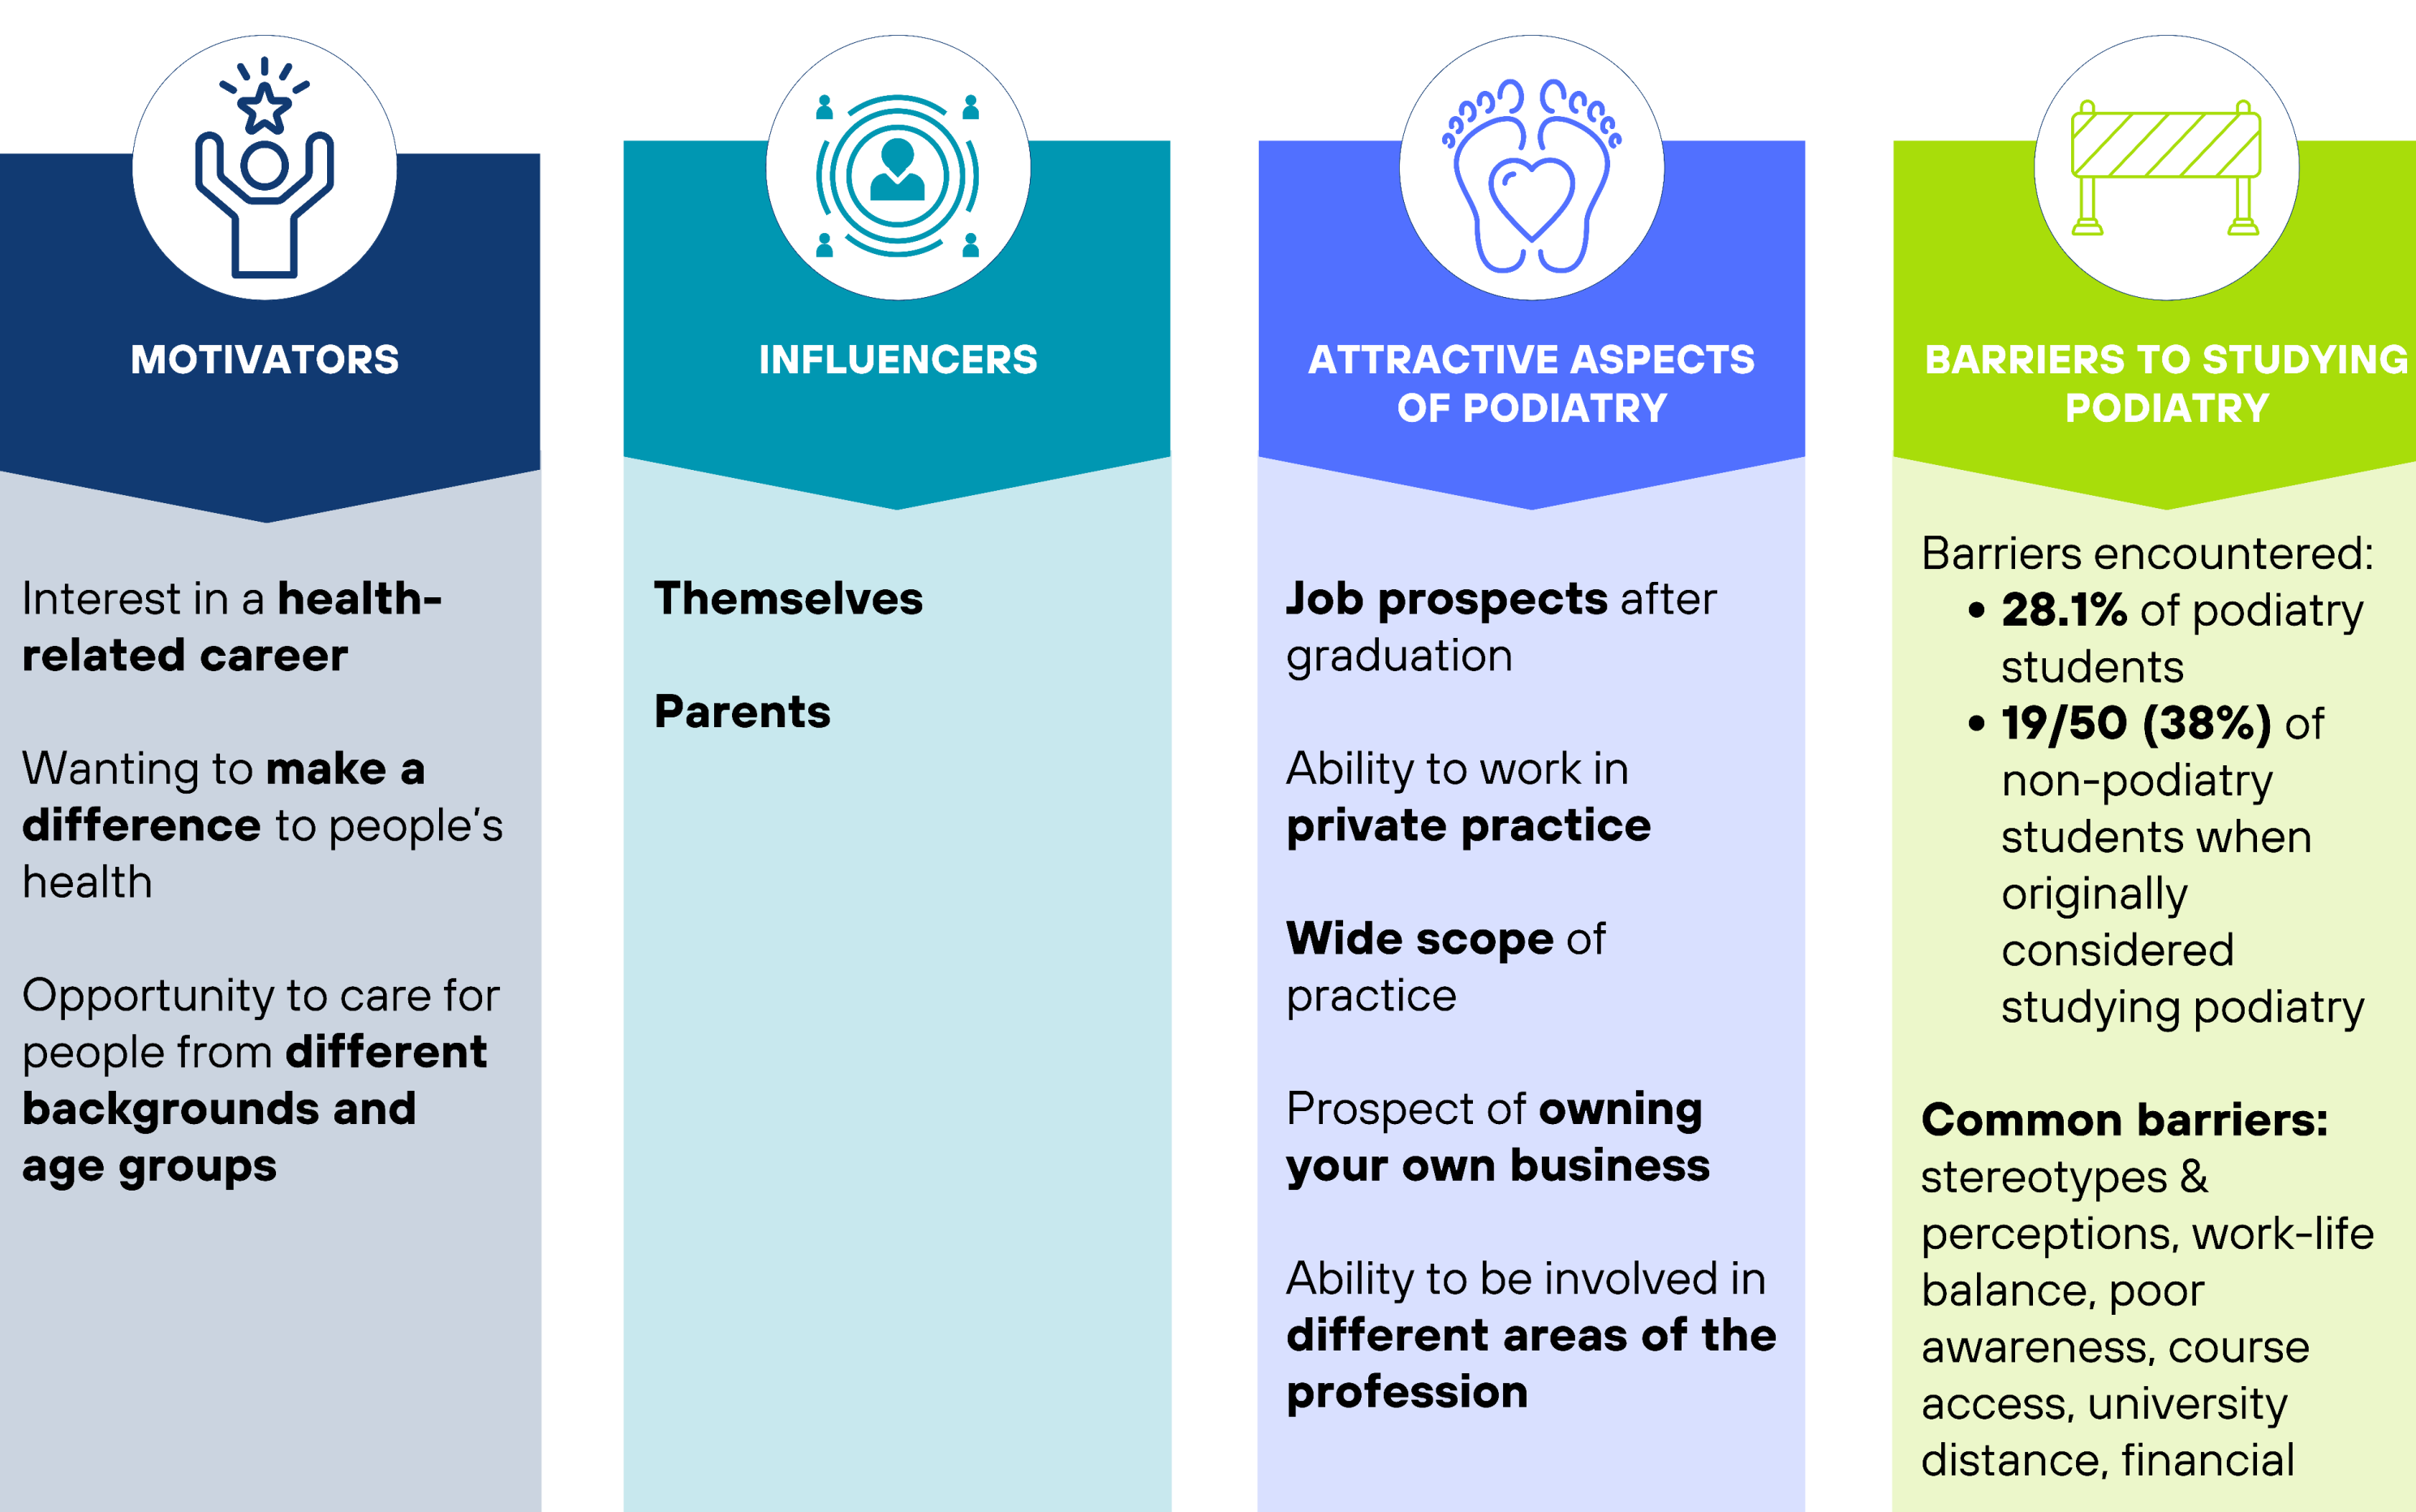 MOTIVATORS
Interest in a health-
related career
Wanting to make a
difference to people's
health
Opportunity to care for
people from different
backgrounds and
age groups
INFLUENCERS
Themselves
Parents
ATTRACTIVE ASPECTS
OF PODIATRY
Job prospects after
graduation
Ability to work in
private practice
Wide scope of
practice
Prospect of owning
your own business
Ability to be involved in
different areas of the
profession
BARRIERS TO STUDYING
PODIATRY
Barriers encountered:
• 28.1% of podiatry
students
• 19/50 (38%) of
non-podiatry
students when
originally
considered
studying podiatry
Common barriers:
stereotypes &
perceptions, work-life
balance, poor
awareness, course
access, university
distance, financial